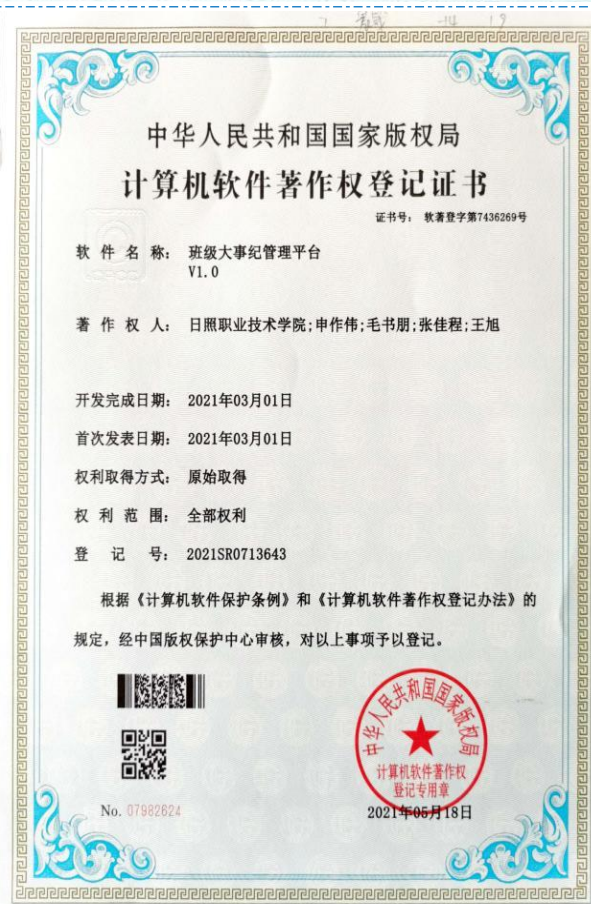 中华人民共和国国家版权局
计算机软件著作权登记证书
证书号： 软著登字第7436269号
软件名称： 班级大事纪管理平台
V1.0
著作权人： 日照职业技术学院;申作伟;毛书朋;张佳程;王旭
开发完成日期： 2021年03月01日
首次发表日期： 2021年03月01日
权利取得方式： 原始取得
权利范围： 全部权利
登记号： 2021SR0713643
根据《计算机软件保护条例》和《计算机软件著作权登记办法》的
规定，经中国版权保护中心审核，对以上事项予以登记。
中华人民共和国国家版权局
计算机软件著作权
登记专用章
No. 07982624
2021年05月18日